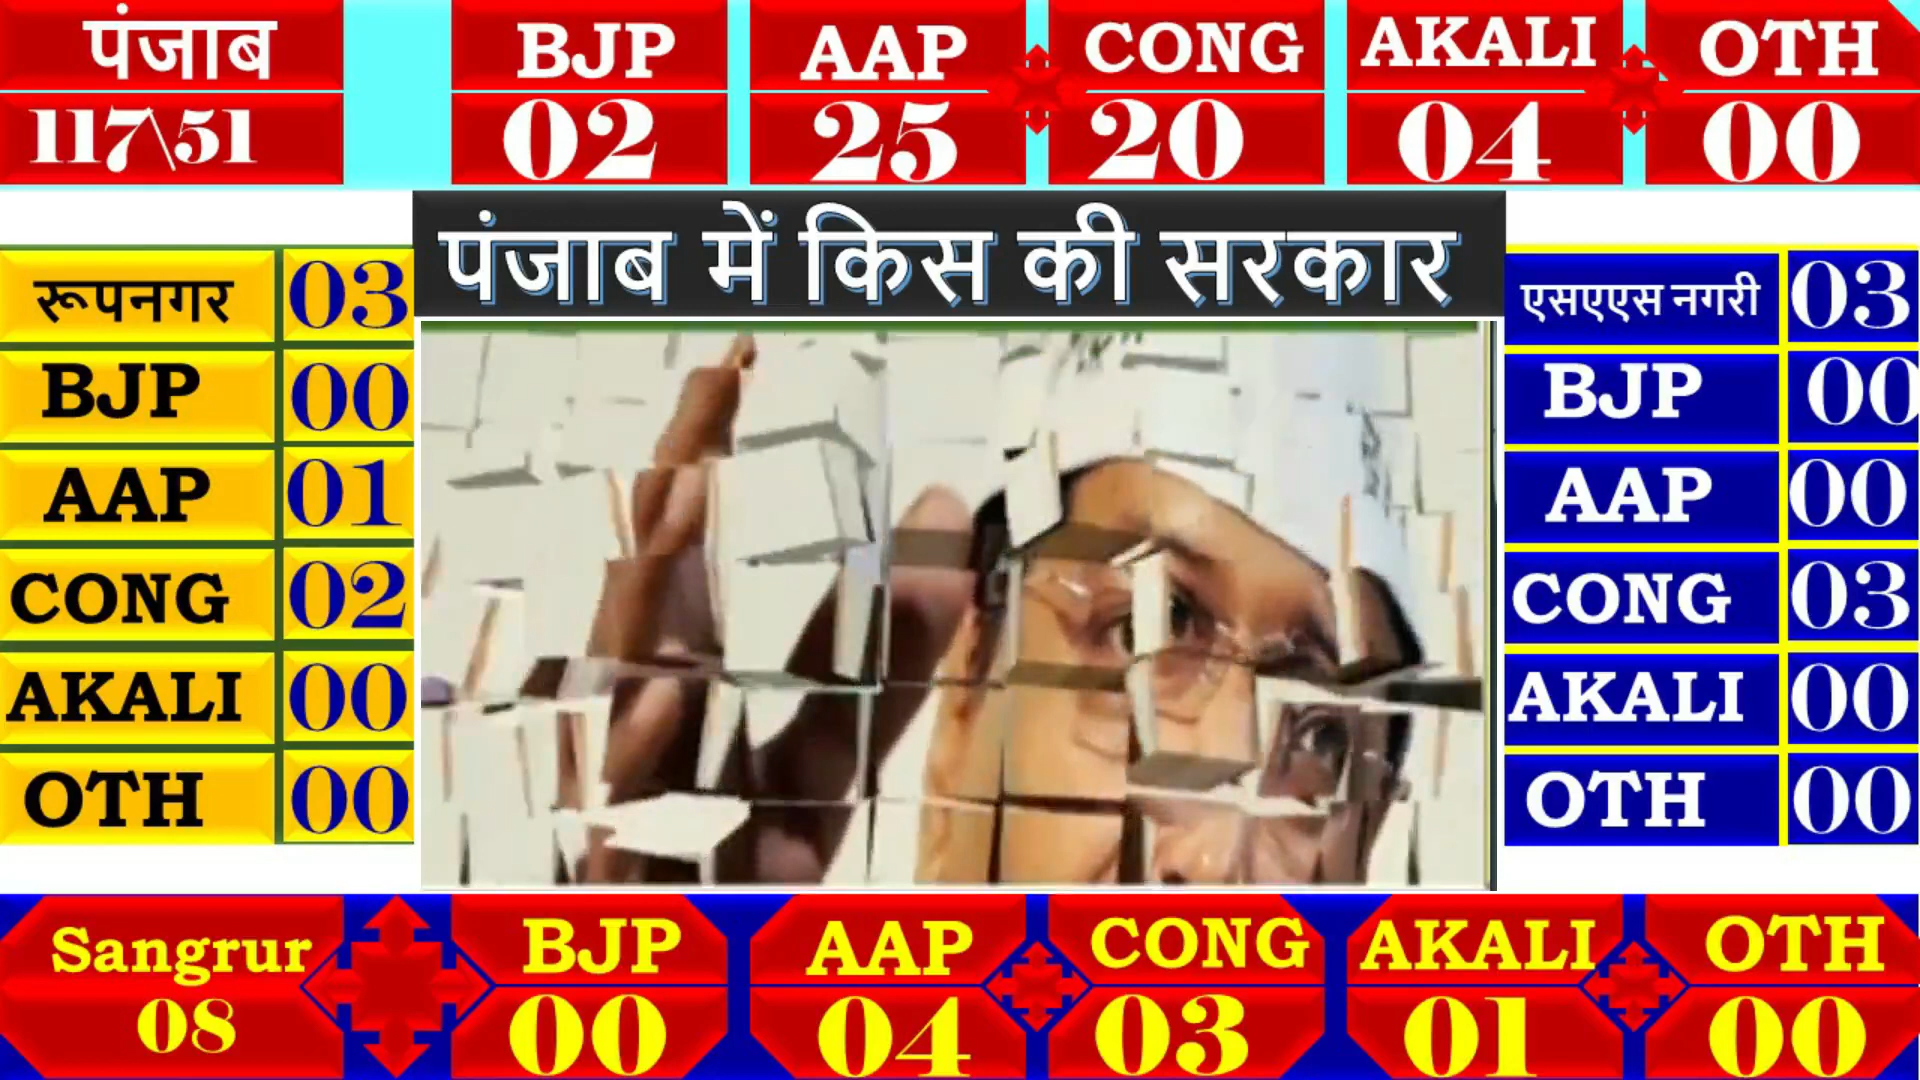 पंजाब BJP AAP CONG AKALI OTH
117\51 02 25 20 04 00
पंजाब में किस की सरकार
रूपनगर 03
BJP 00
AAP 01
CONG 02
AKALI 00
OTH 00
एसएएस नगरी 03
BJP 00
AAP 00
CONG 03
AKALI 00
OTH 00
Sangrur BJP AAP CONG AKALI OTH
08 00 04 03 01 00